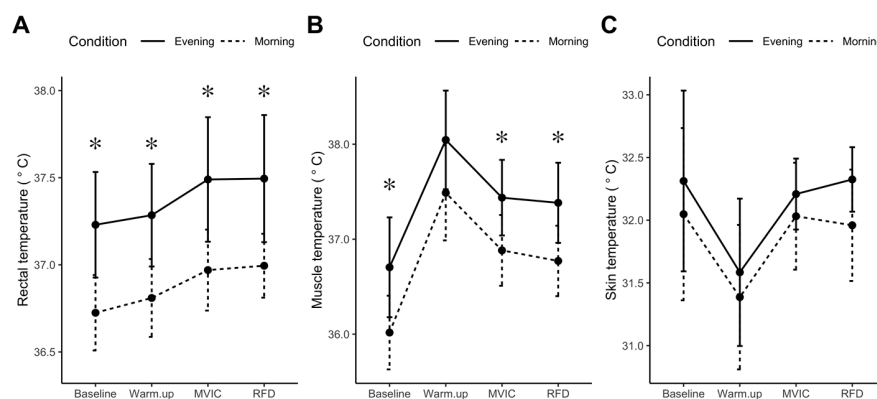 A
Condition Evening Morning
Rectal temperature ( ° C)
38.0
37.5
37.0
36.5
*
*
*
*
Baseline Warm.up MVIC RFD
B
Condition Evening Morning
Muscle temperature ( ° C)
38.0
37.0
36.0
*
*
*
Baseline Warm.up MVIC RFD
C
Condition Evening Mornin
Skin temperature ( ° C)
33.0
32.5
32.0
31.5
31.0
Baseline Warm.up MVIC RFD